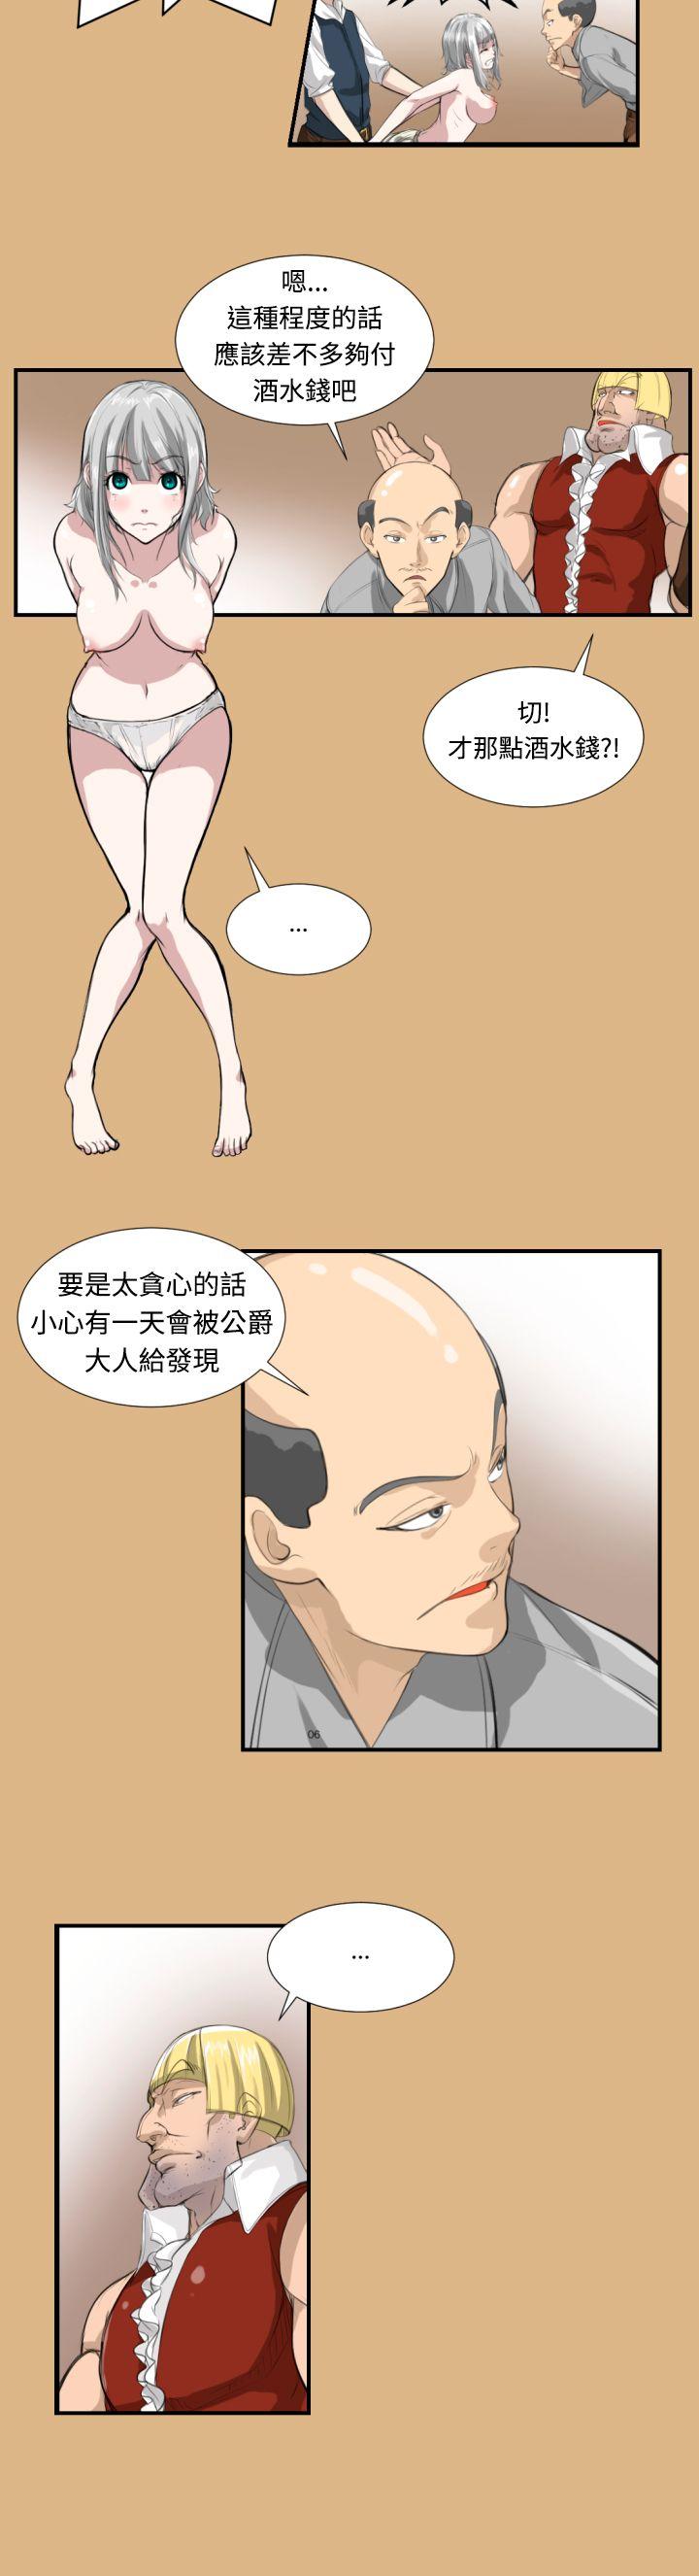 嗯...
這種程度的話
應該差不多夠付
酒水錢吧
切!
才那點酒水錢?!
...
要是太貪心的話
小心有一天會被公爵
大人給發現
06
...